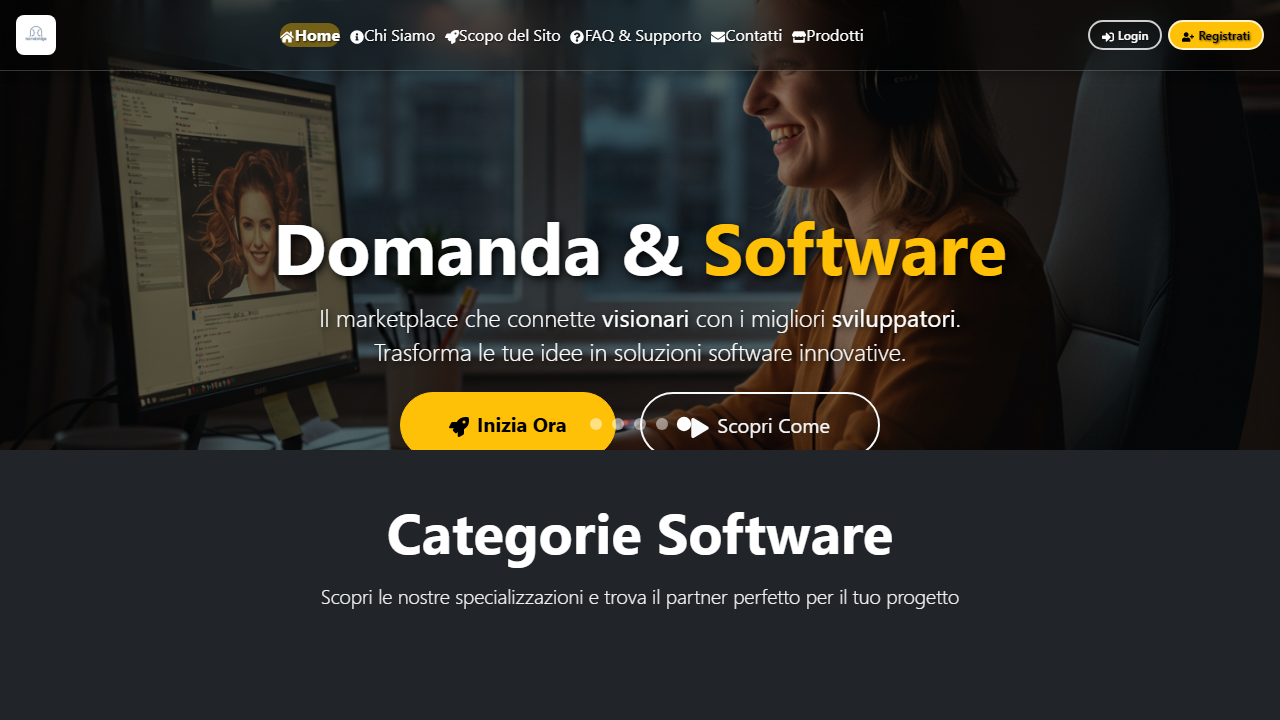 Home
Chi Siamo
Scopo del Sito
FAQ & Supporto
Contatti
Prodotti
Login
Registrati
Domanda & Software
Il marketplace che connette visionari con i migliori sviluppatori.
Trasforma le tue idee in soluzioni software innovative.
Inizia Ora
Scopri Come
Categorie Software
Scopri le nostre specializzazioni e trova il partner perfetto per il tuo progetto